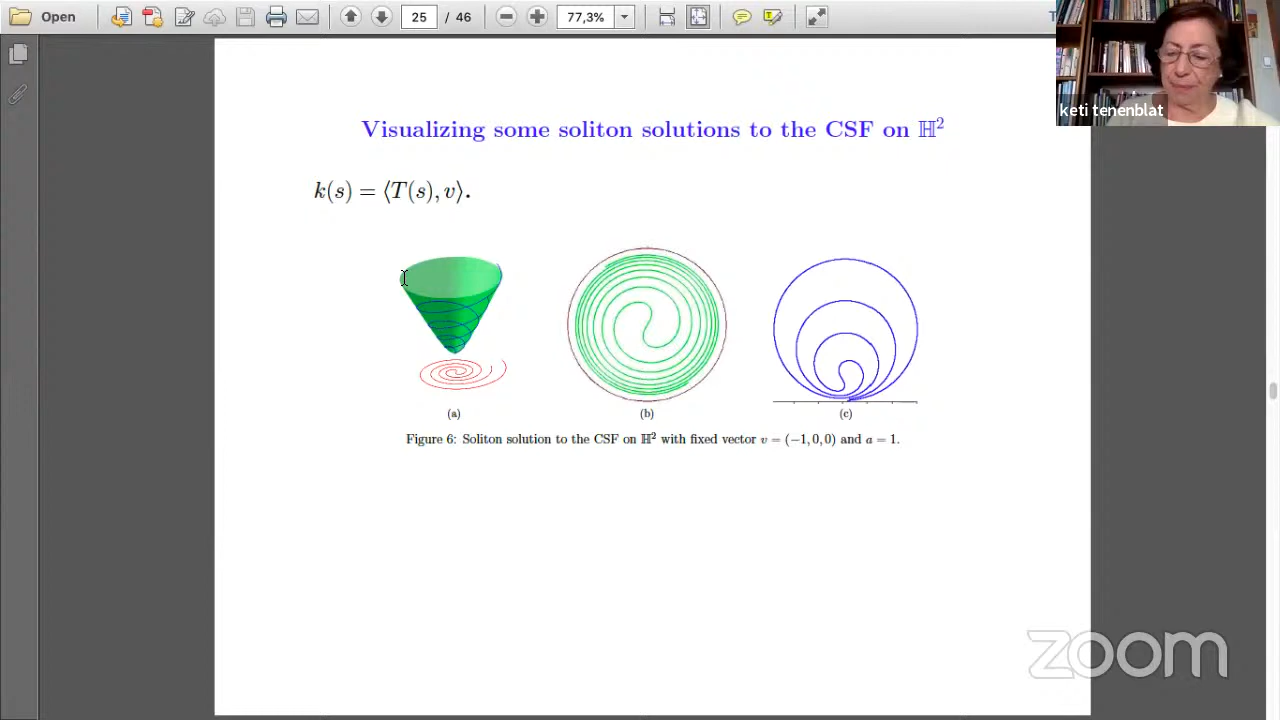 Open
25 / 46
77,3%
keti tenenblat
Visualizing some soliton solutions to the CSF on ℍ²
k(s) = ⟨T(s), v⟩.
(a)
(b)
(c)
Figure 6: Soliton solution to the CSF on ℍ² with fixed vector v = (−1, 0, 0) and a = 1.
zoom